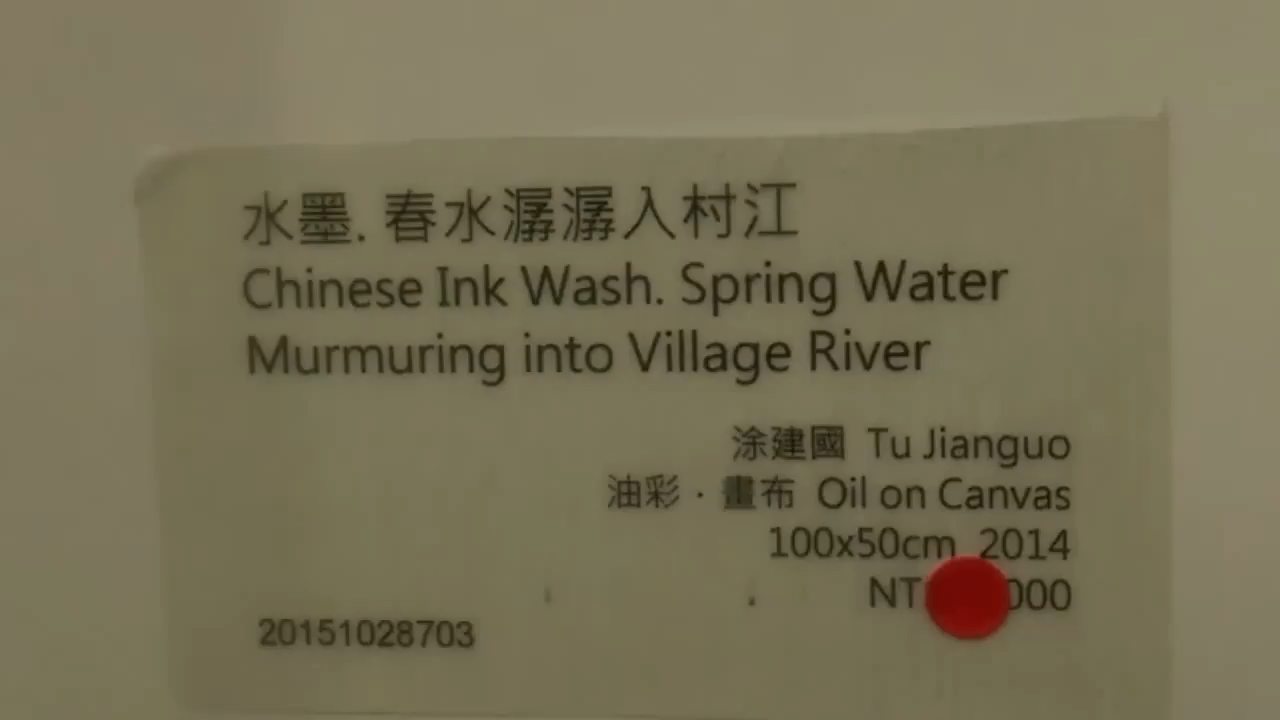 水墨. 春水潺潺入村江
Chinese Ink Wash. Spring Water
Murmuring into Village River
涂建國 Tu Jianguo
油彩 · 畫布 Oil on Canvas
100x50cm 2014
NT 000
20151028703